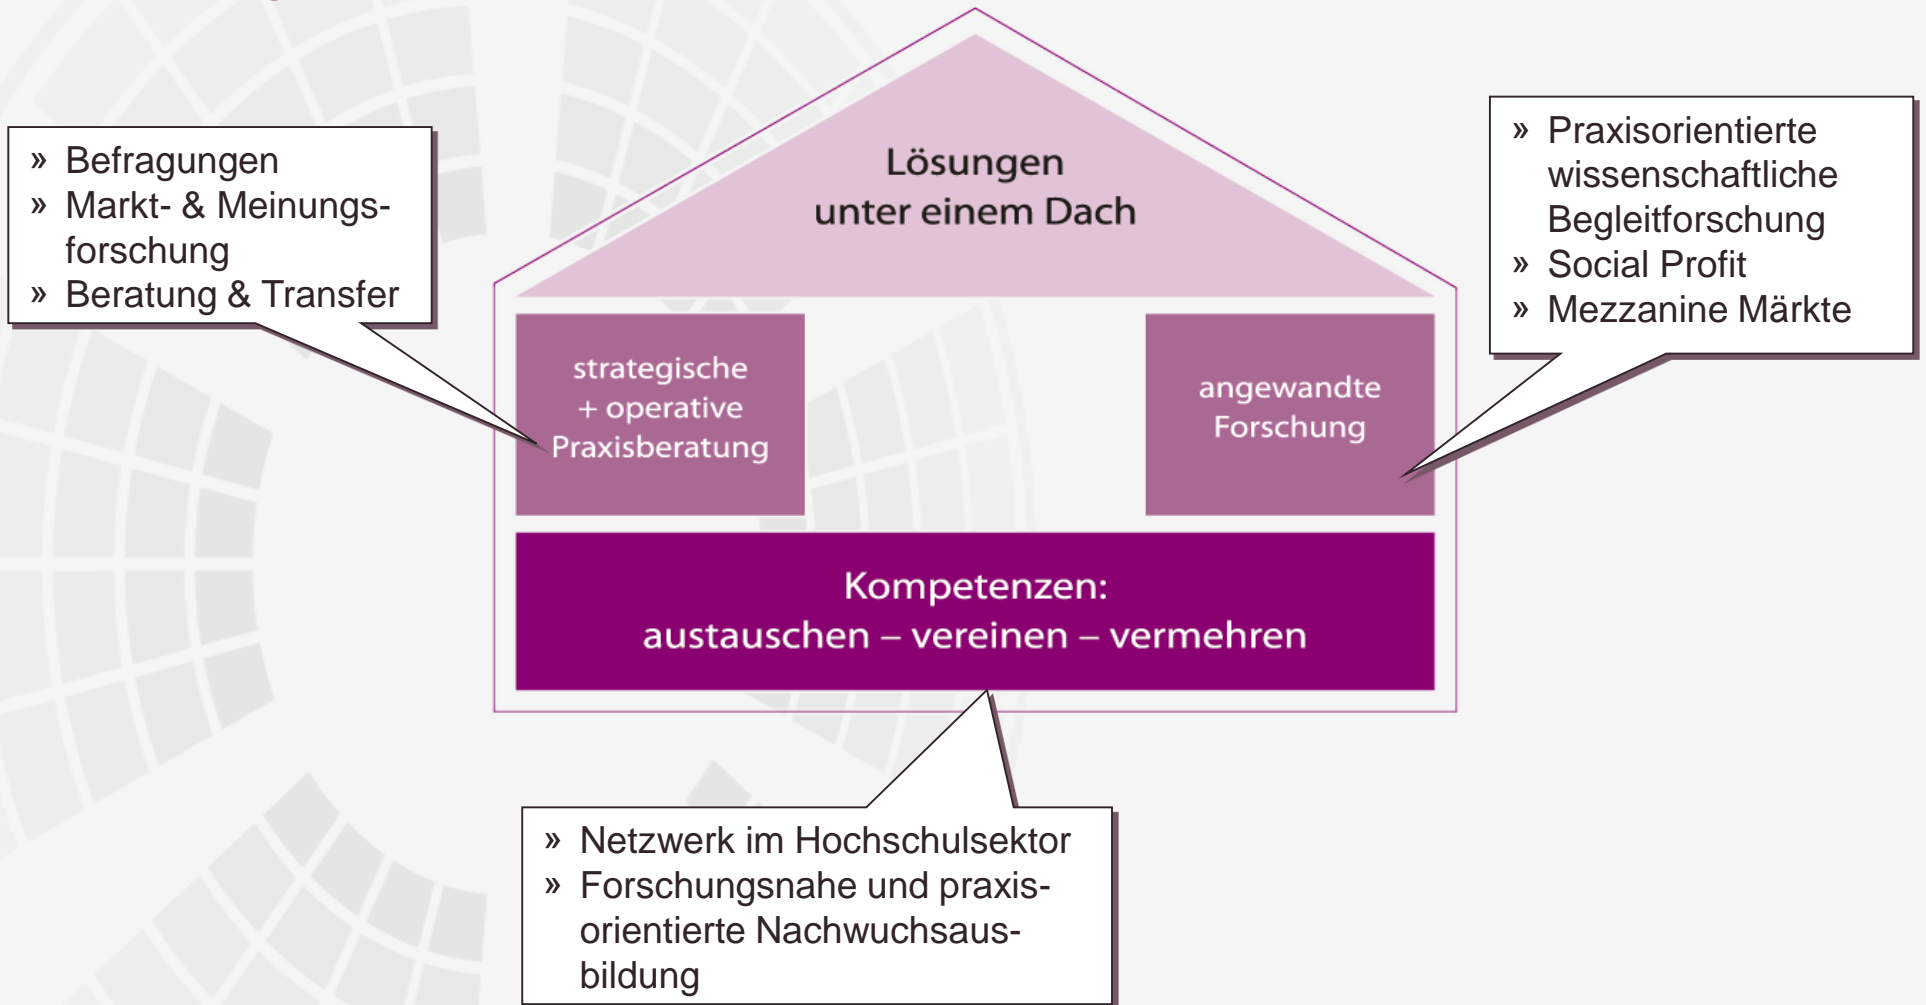 » Befragungen
» Markt- & Meinungs-
forschung
» Beratung & Transfer
Lösungen
unter einem Dach
» Praxisorientierte
wissenschaftliche
Begleitforschung
» Social Profit
» Mezzanine Märkte
strategische
+ operative
Praxisberatung
angewandte
Forschung
Kompetenzen:
austauschen – vereinen – vermehren
» Netzwerk im Hochschulsektor
» Forschungsnahe und praxis-
orientierte Nachwuchsaus-
bildung